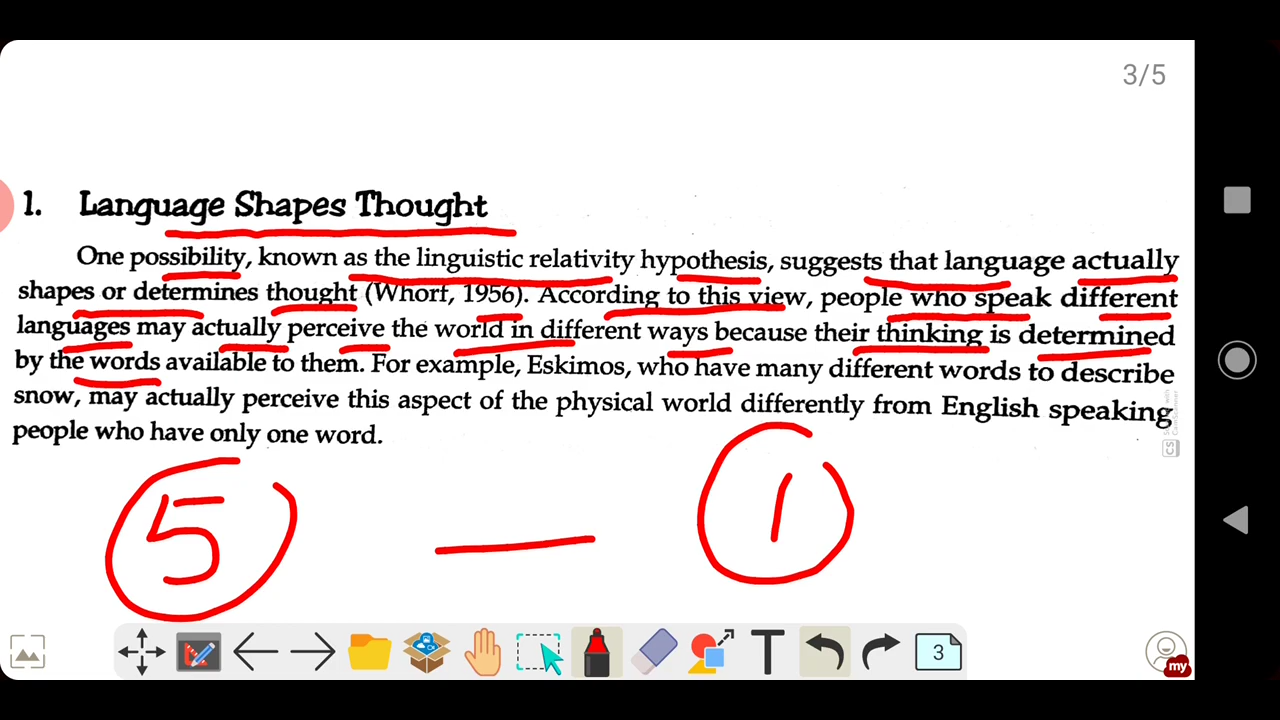 3/5
1. Language Shapes Thought
One possibility, known as the linguistic relativity hypothesis, suggests that language actually
shapes or determines thought (Whorf, 1956). According to this view, people who speak different
languages may actually perceive the world in different ways because their thinking is determined
by the words available to them. For example, Eskimos, who have many different words to describe
snow, may actually perceive this aspect of the physical world differently from English speaking
people who have only one word.
CS
5 — 1
T
3
my